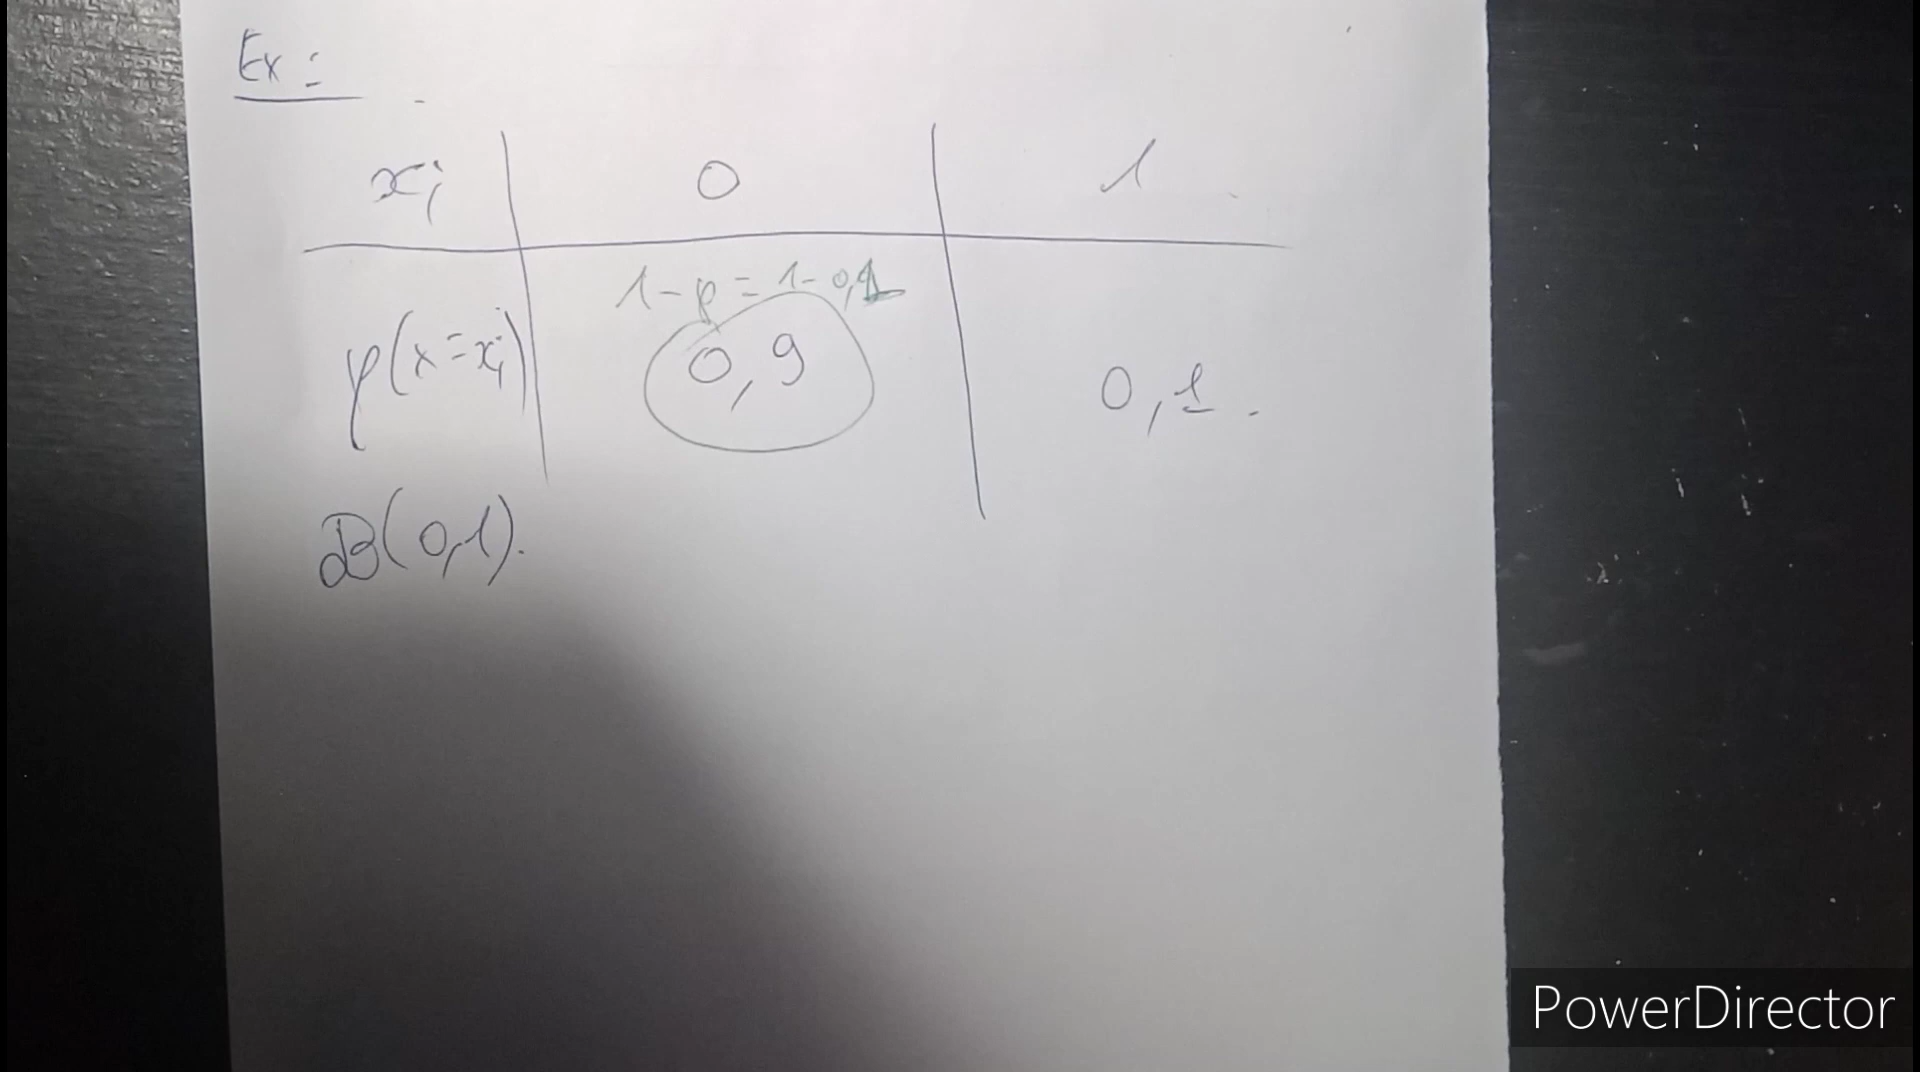 Ex :
xi 0 1
1-p = 1-0,1
p(x=xi) 0,9 0,1.
B(0,1).
PowerDirector